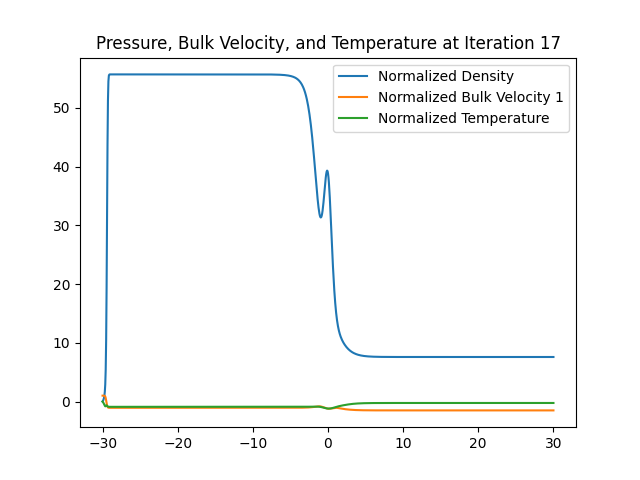 Pressure, Bulk Velocity, and Temperature at Iteration 17
Normalized Density
Normalized Bulk Velocity 1
Normalized Temperature
50
40
30
20
10
0
−30 −20 −10 0 10 20 30